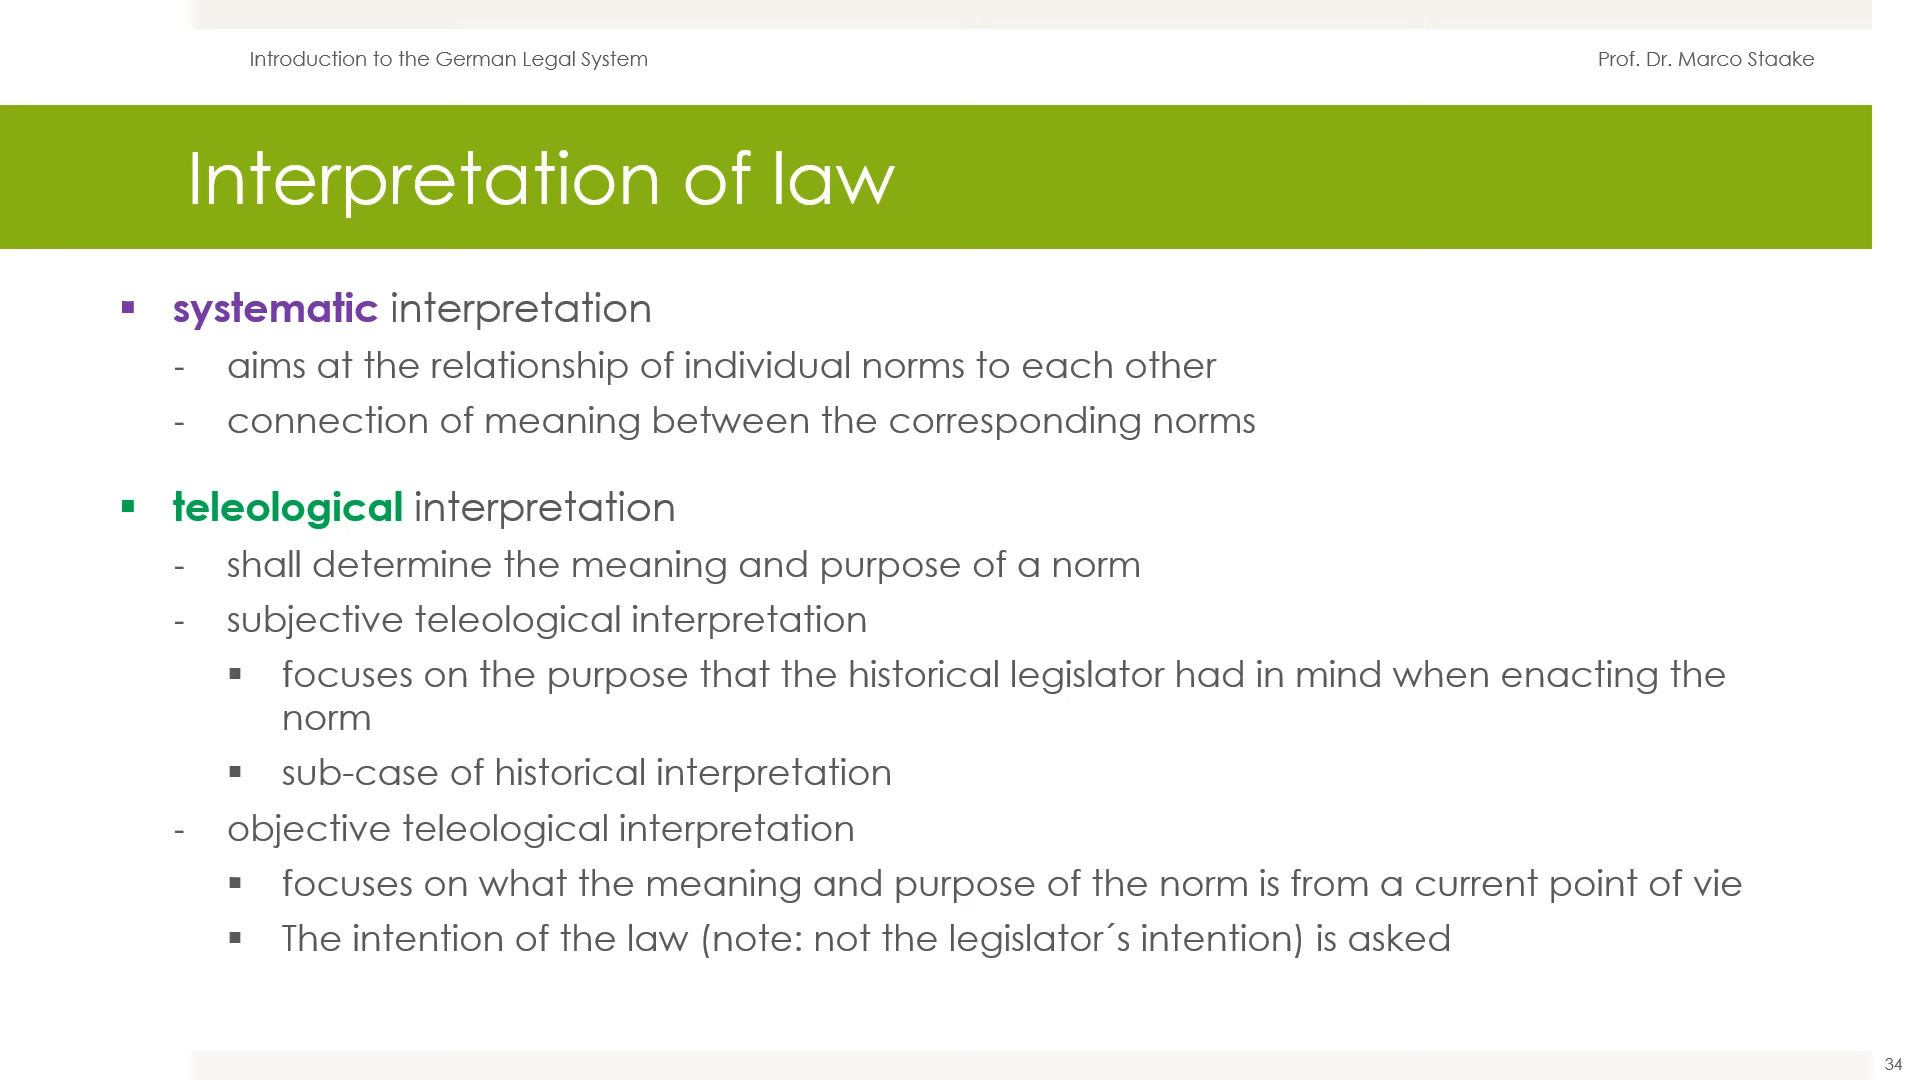 Introduction to the German Legal System
Prof. Dr. Marco Staake
Interpretation of law
▪ systematic interpretation
- aims at the relationship of individual norms to each other
- connection of meaning between the corresponding norms
▪ teleological interpretation
- shall determine the meaning and purpose of a norm
- subjective teleological interpretation
▪ focuses on the purpose that the historical legislator had in mind when enacting the
norm
▪ sub-case of historical interpretation
- objective teleological interpretation
▪ focuses on what the meaning and purpose of the norm is from a current point of vie
▪ The intention of the law (note: not the legislator´s intention) is asked
34